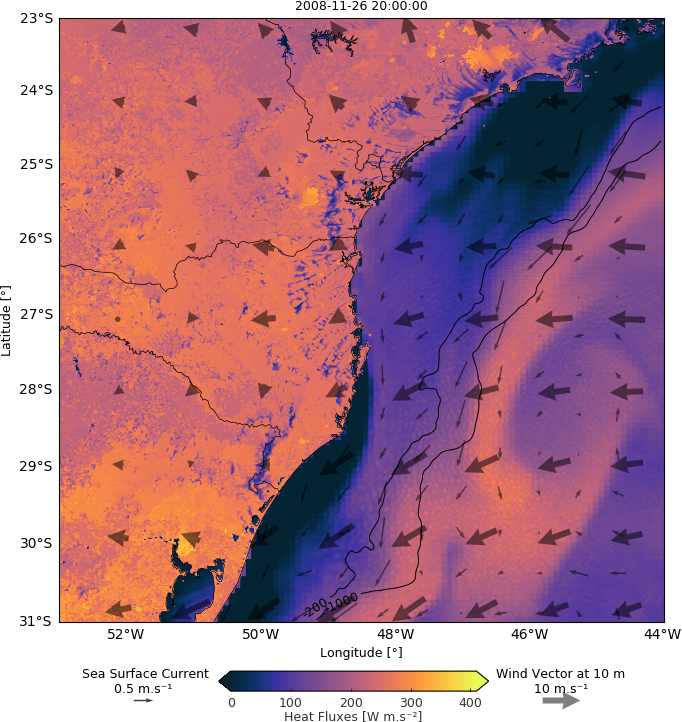 2008-11-26 20:00:00
23°S
24°S
25°S
26°S
27°S
28°S
29°S
30°S
31°S
Latitude [°]
-200
-1000
52°W 50°W 48°W 46°W 44°W
Longitude [°]
Sea Surface Current
0.5 m.s⁻¹
Wind Vector at 10 m
10 m.s⁻¹
0 100 200 300 400
Heat Fluxes [W m.s⁻²]